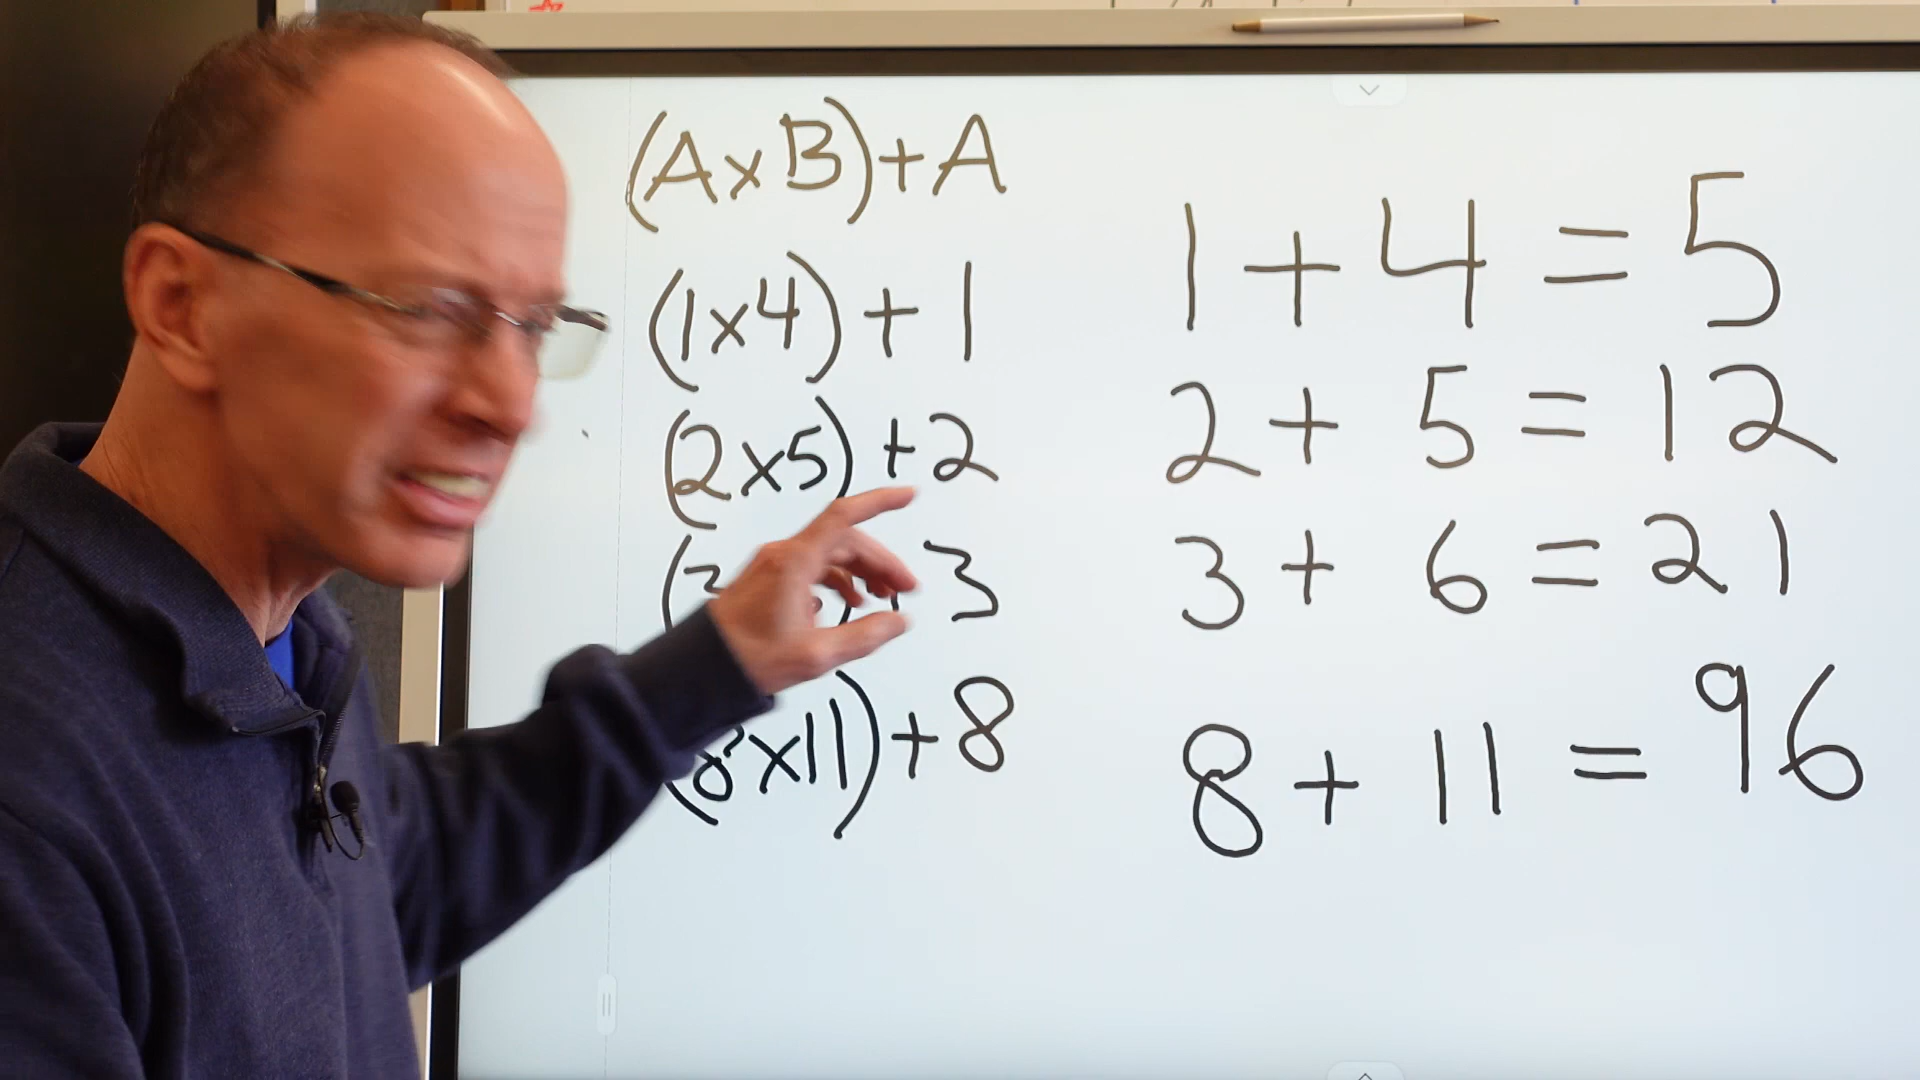 (A x B) + A
(1 x 4) + 1
(2 x 5) + 2
3
x 11) + 8
1 + 4 = 5
2 + 5 = 12
3 + 6 = 21
8 + 11 = 96